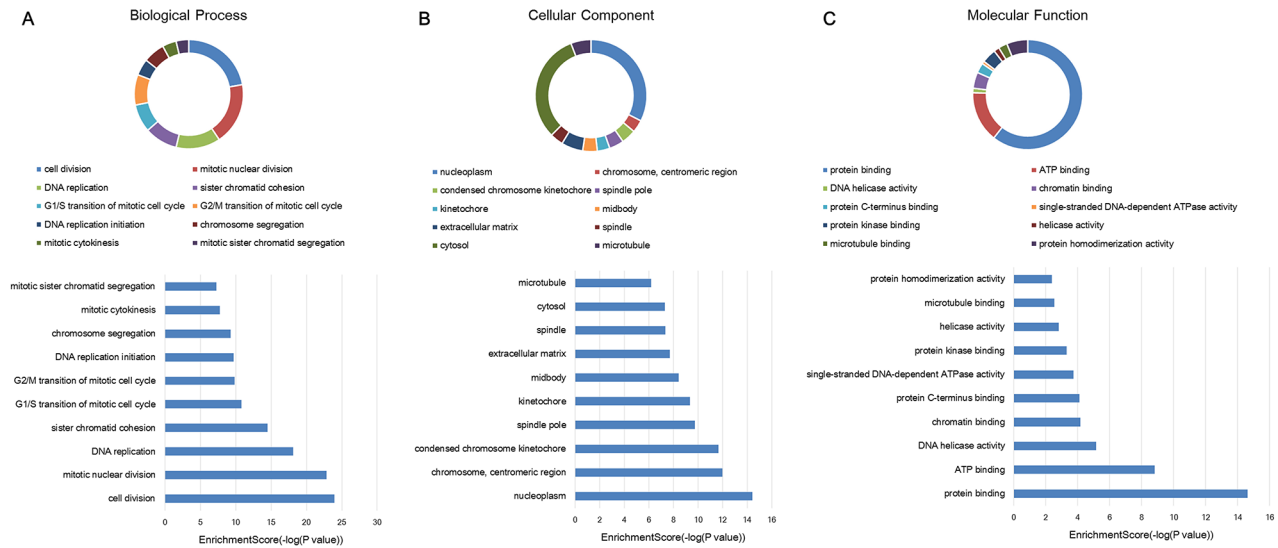 A
Biological Process
cell division
mitotic nuclear division
DNA replication
sister chromatid cohesion
G1/S transition of mitotic cell cycle
G2/M transition of mitotic cell cycle
DNA replication initiation
chromosome segregation
mitotic cytokinesis
mitotic sister chromatid segregation
mitotic sister chromatid segregation
mitotic cytokinesis
chromosome segregation
DNA replication initiation
G2/M transition of mitotic cell cycle
G1/S transition of mitotic cell cycle
sister chromatid cohesion
DNA replication
mitotic nuclear division
cell division
0 5 10 15 20 25 30
EnrichmentScore(-log(P value))
B
Cellular Component
nucleoplasm
chromosome, centromeric region
condensed chromosome kinetochore
spindle pole
kinetochore
midbody
extracellular matrix
spindle
cytosol
microtubule
microtubule
cytosol
spindle
extracellular matrix
midbody
kinetochore
spindle pole
condensed chromosome kinetochore
chromosome, centromeric region
nucleoplasm
0 2 4 6 8 10 12 14 16
EnrichmentScore(-log(P value))
C
Molecular Function
protein binding
ATP binding
DNA helicase activity
chromatin binding
protein C-terminus binding
single-stranded DNA-dependent ATPase activity
protein kinase binding
helicase activity
microtubule binding
protein homodimerization activity
protein homodimerization activity
microtubule binding
helicase activity
protein kinase binding
single-stranded DNA-dependent ATPase activity
protein C-terminus binding
chromatin binding
DNA helicase activity
ATP binding
protein binding
0 2 4 6 8 10 12 14 16
EnrichmentScore(-log(P value))